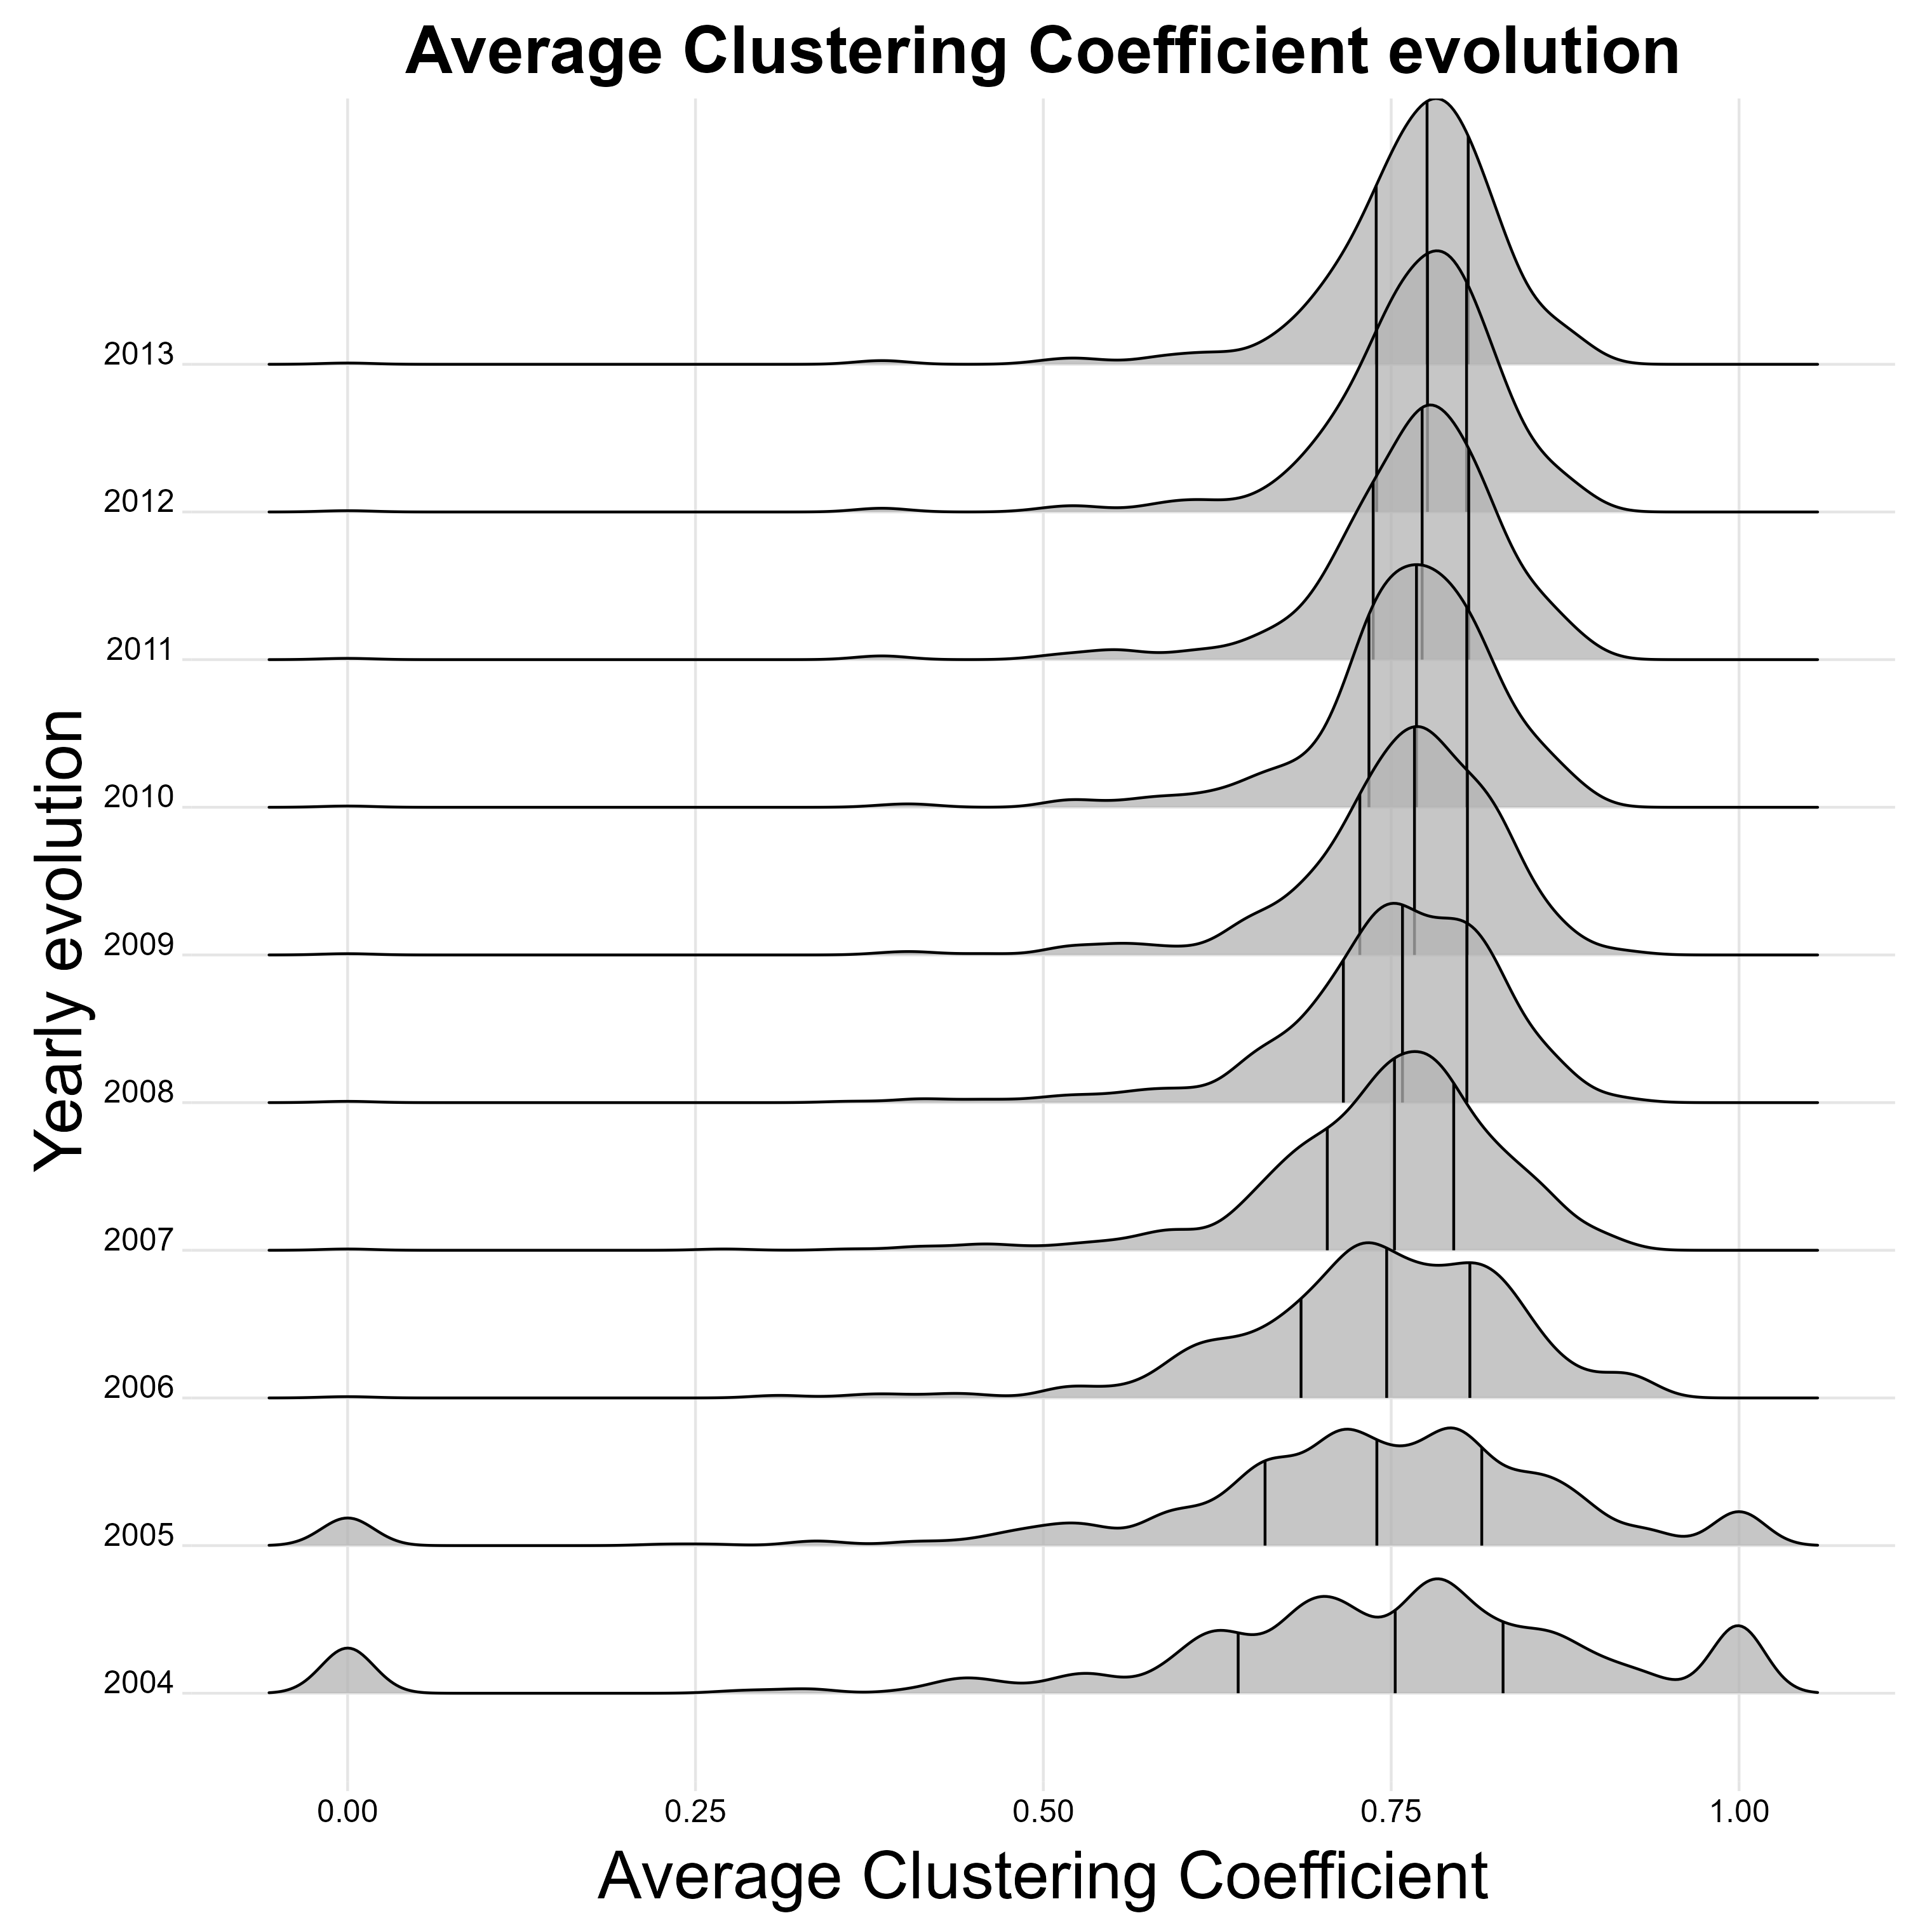 Average Clustering Coefficient evolution
Yearly evolution
2013
2012
2011
2010
2009
2008
2007
2006
2005
2004
0.00 0.25 0.50 0.75 1.00
Average Clustering Coefficient